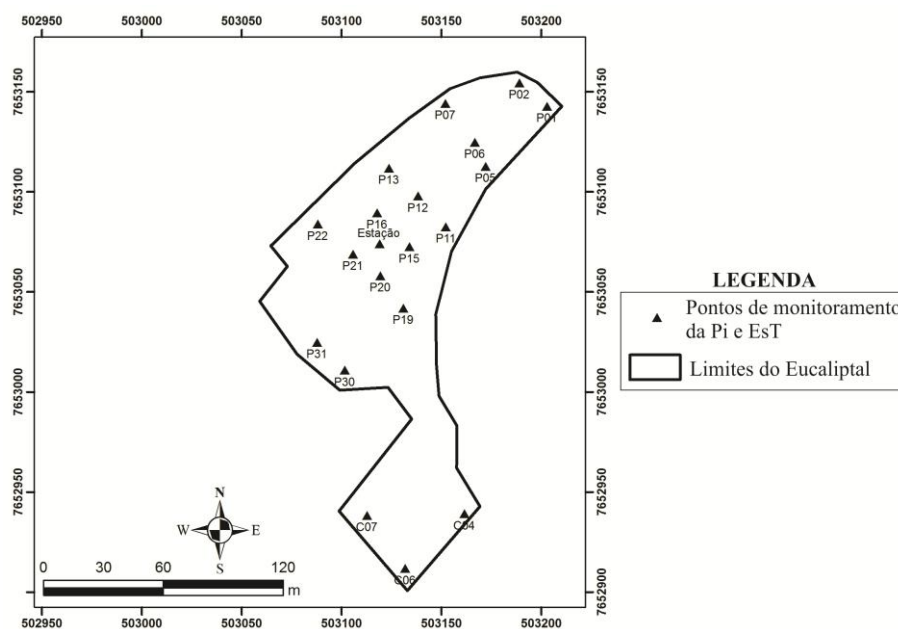 502950 503000 503050 503100 503150 503200
7653150 7653150
P02
P07 P01
P06
P05
P13
P12
7653100 7653100
P16
P22 Estação P11
P21 P15
P20
7653050 7653050
P19
P31
P30
7653000 7653000
7652950 7652950
C07 C04
C06
7652900 7652900
N
W E
S
0 30 60 120
m
502950 503000 503050 503100 503150 503200
LEGENDA
Pontos de monitoramento
da Pi e EsT
Limites do Eucaliptal